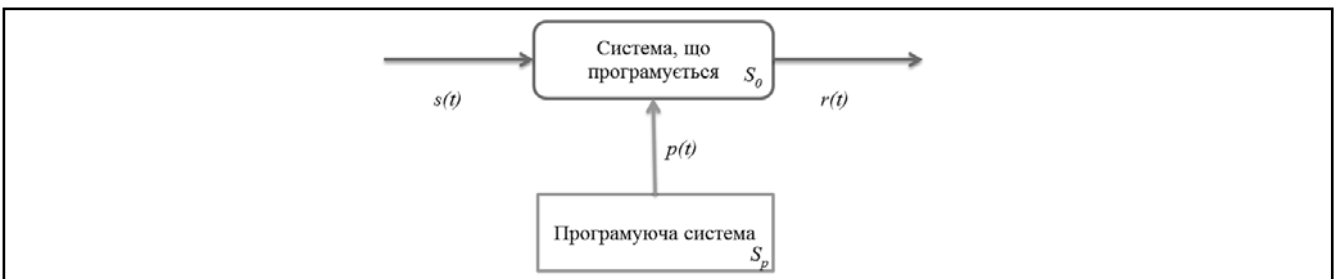 Система, що
програмується S₀
s(t)
r(t)
p(t)
Програмуюча система
Sₚ